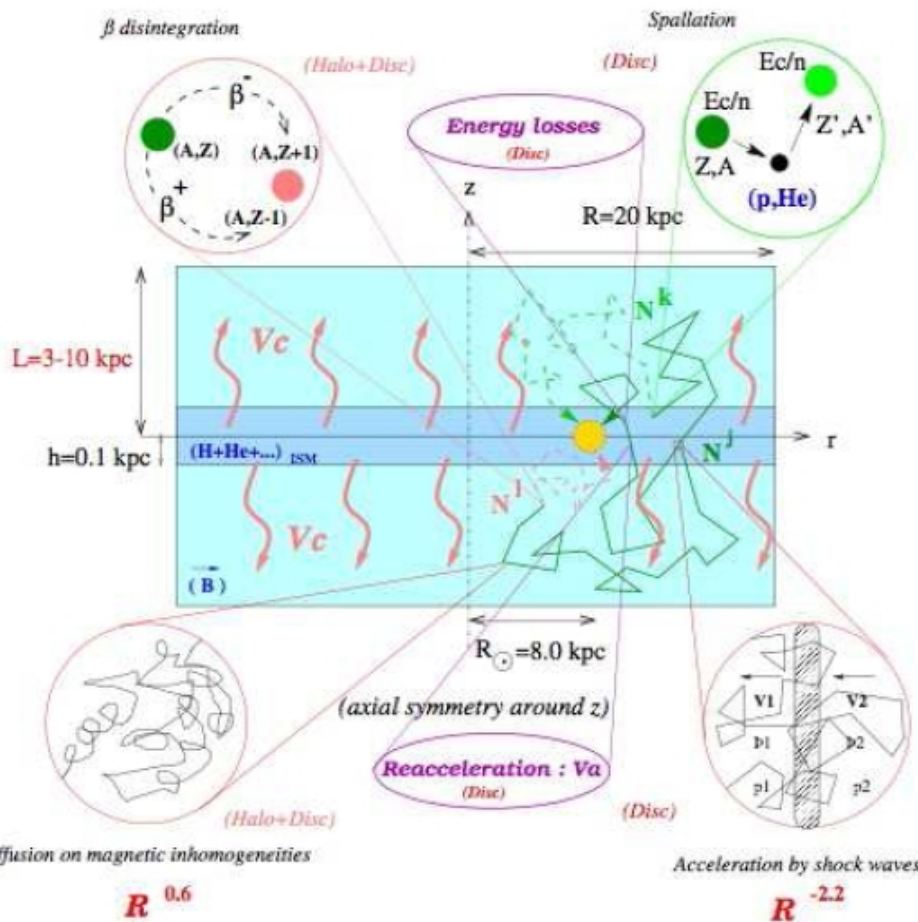 β disintegration
Spallation
(Halo+Disc)
(Disc)
β⁻
(A,Z)
(A,Z+1)
β⁺
(A,Z-1)
Energy losses
(Disc)
Ec/n
Ec/n
Z',A'
Z,A
(p,He)
z
R=20 kpc
N^k
Vc
L=3-10 kpc
r
(H+He+...) ISM
N^j
h=0.1 kpc
N^l
Vc
( B )
R☉=8.0 kpc
(axial symmetry around z)
V1
V2
p1
p2
Reacceleration : Va
(Disc)
(Halo+Disc)
(Disc)
ffusion on magnetic inhomogeneities
Acceleration by shock waves
R 0.6
R -2.2